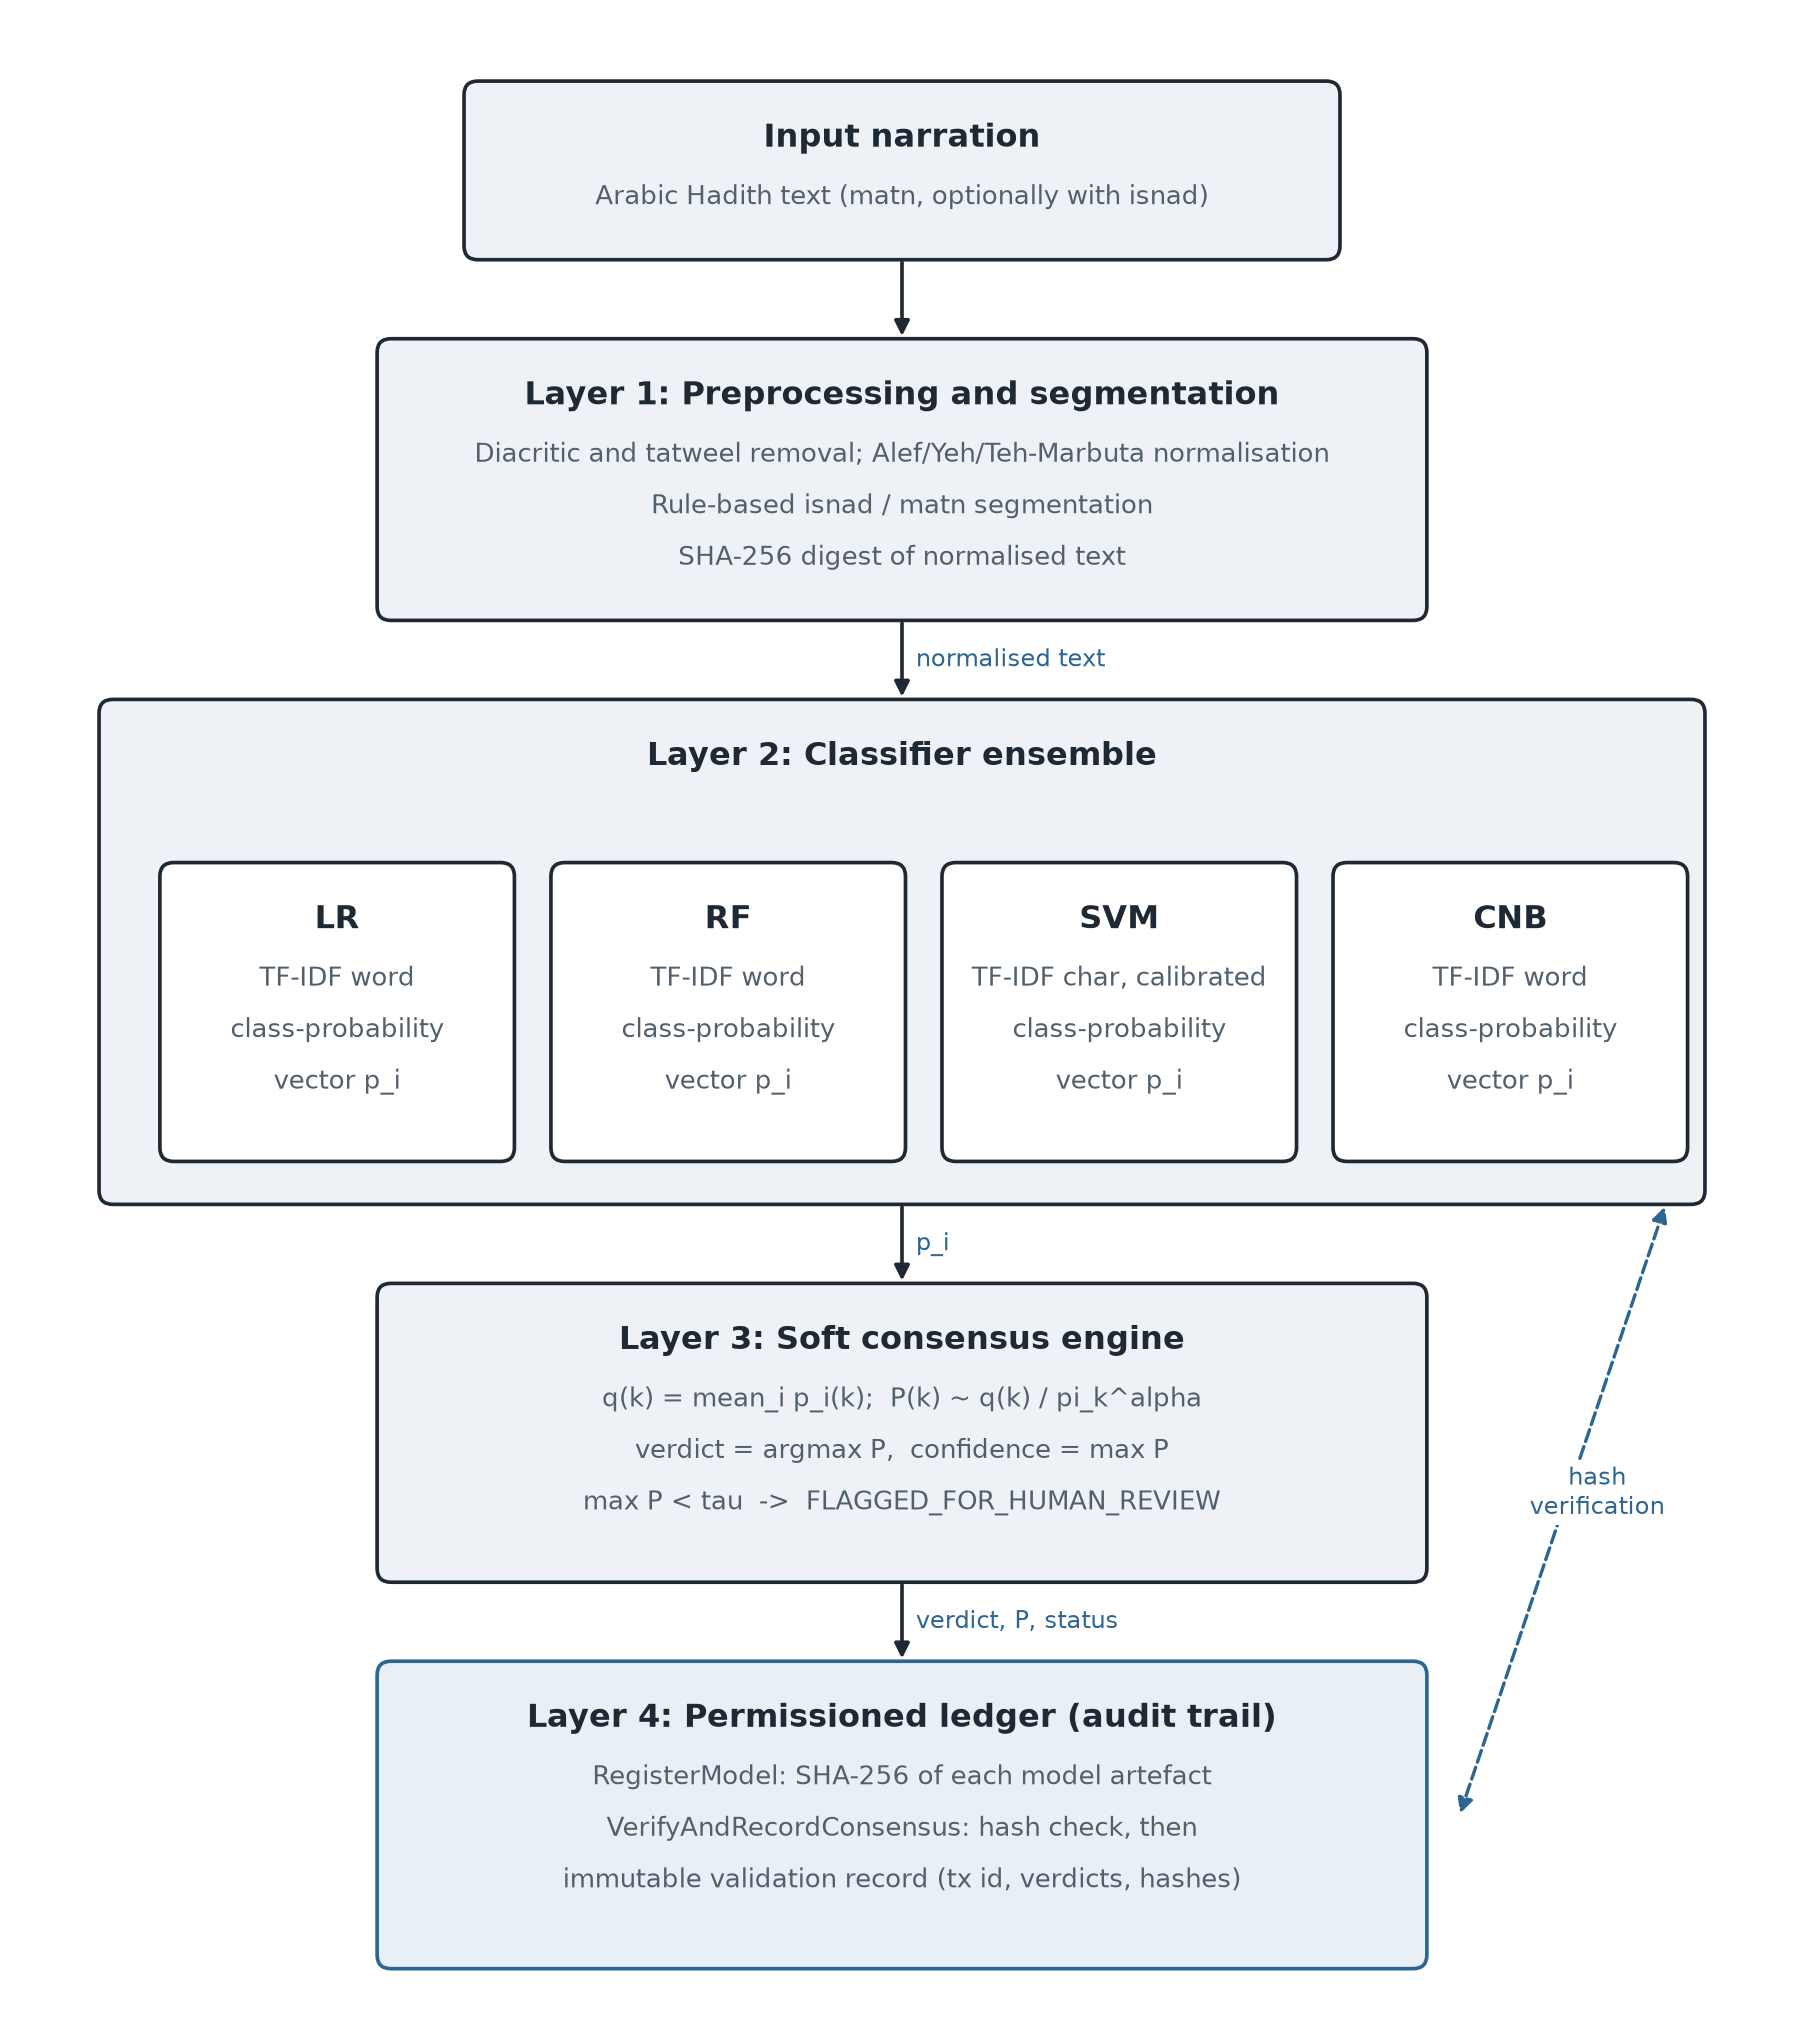 Input narration
Arabic Hadith text (matn, optionally with isnad)
Layer 1: Preprocessing and segmentation
Diacritic and tatweel removal; Alef/Yeh/Teh-Marbuta normalisation
Rule-based isnad / matn segmentation
SHA-256 digest of normalised text
normalised text
Layer 2: Classifier ensemble
LR
TF-IDF word
class-probability
vector p_i
RF
TF-IDF word
class-probability
vector p_i
SVM
TF-IDF char, calibrated
class-probability
vector p_i
CNB
TF-IDF word
class-probability
vector p_i
p_i
Layer 3: Soft consensus engine
q(k) = mean_i p_i(k);  P(k) ~ q(k) / pi_k^alpha
verdict = argmax P,  confidence = max P
max P < tau  ->  FLAGGED_FOR_HUMAN_REVIEW
hash
verification
verdict, P, status
Layer 4: Permissioned ledger (audit trail)
RegisterModel: SHA-256 of each model artefact
VerifyAndRecordConsensus: hash check, then
immutable validation record (tx id, verdicts, hashes)